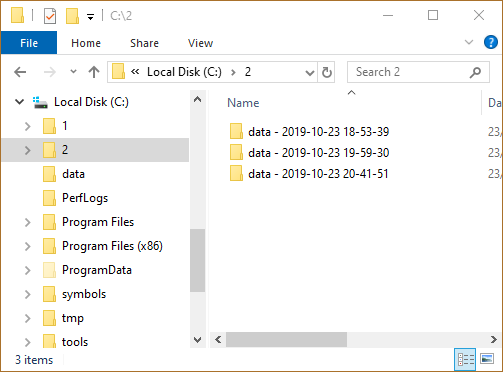 C:\2
File Home Share View
Local Disk (C:) 2
Search 2
Local Disk (C:)
1
2
data
PerfLogs
Program Files
Program Files (x86)
ProgramData
symbols
tmp
tools
Name Da
data - 2019-10-23 18-53-39 23/
data - 2019-10-23 19-59-30 23/
data - 2019-10-23 20-41-51 23/
3 items